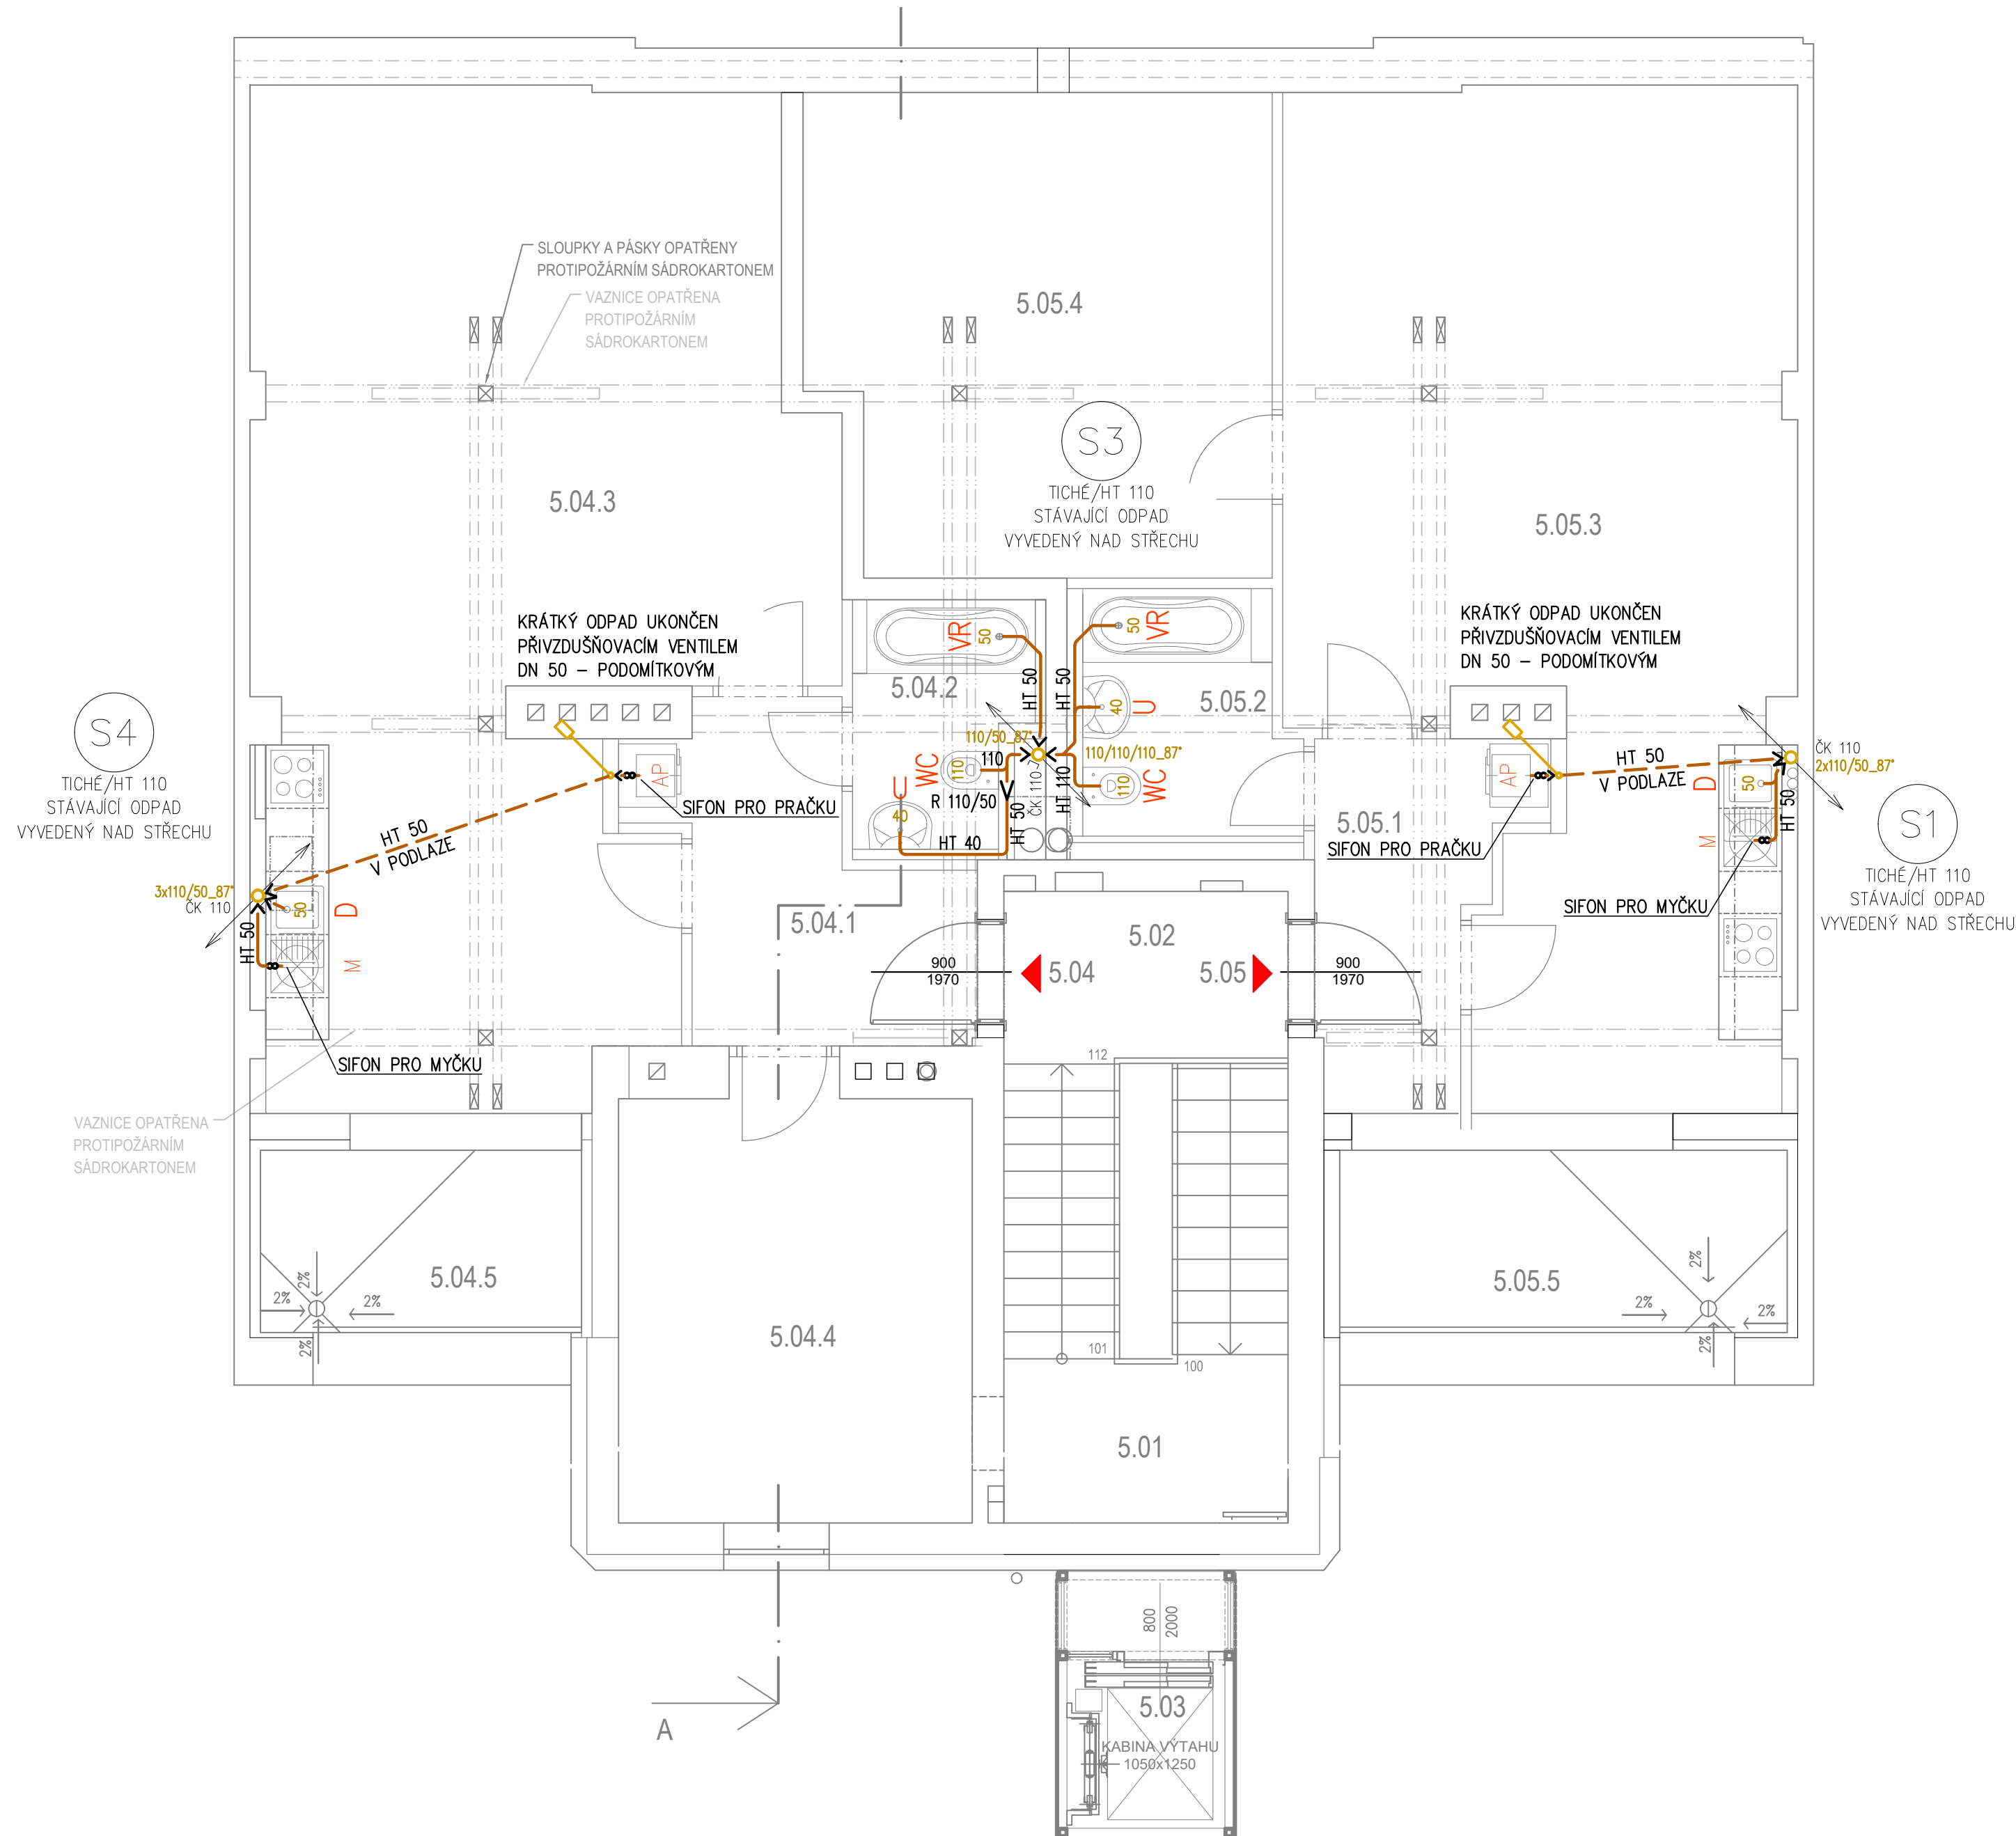 SLOUPKY A PÁSKY OPATŘENY
PROTIPOŽÁRNÍM SÁDROKARTONEM
VAZNICE OPATŘENA
PROTIPOŽÁRNÍM
SÁDROKARTONEM
5.05.4
S3
TICHÉ/HT 110
STÁVAJÍCÍ ODPAD
VYVEDENÝ NAD STŘECHU
5.04.3
5.05.3
KRÁTKÝ ODPAD UKONČEN
PŘIVZDUŠŇOVACÍM VENTILEM
DN 50 – PODOMÍTKOVÝM
KRÁTKÝ ODPAD UKONČEN
PŘIVZDUŠŇOVACÍM VENTILEM
DN 50 – PODOMÍTKOVÝM
VR
50
50
VR
5.04.2
HT 50
HT 50
5.05.2
40
U
S4
TICHÉ/HT 110
STÁVAJÍCÍ ODPAD
VYVEDENÝ NAD STŘECHU
110/50_87°
110/110/110_87°
WC
110
110
110
WC
U
40
R 110/50
HT 50
ČK 110
HT 110
HT 40
AP
SIFON PRO PRAČKU
HT 50
V PODLAZE
AP
SIFON PRO PRAČKU
5.05.1
HT 50
V PODLAZE
D
50
M
HT 50
ČK 110
2x110/50_87°
S1
TICHÉ/HT 110
STÁVAJÍCÍ ODPAD
VYVEDENÝ NAD STŘECHU
SIFON PRO MYČKU
3x110/50_87°
ČK 110
50
D
HT 50
M
SIFON PRO MYČKU
5.04.1
5.02
900
1970
5.04
5.05
900
1970
112
VAZNICE OPATŘENA
PROTIPOŽÁRNÍM
SÁDROKARTONEM
5.04.5
2%
2%
2%
2%
5.04.4
101
100
5.05.5
2%
2%
2%
2%
5.01
800
2000
A
5.03
KABINA VÝTAHU
1050x1250